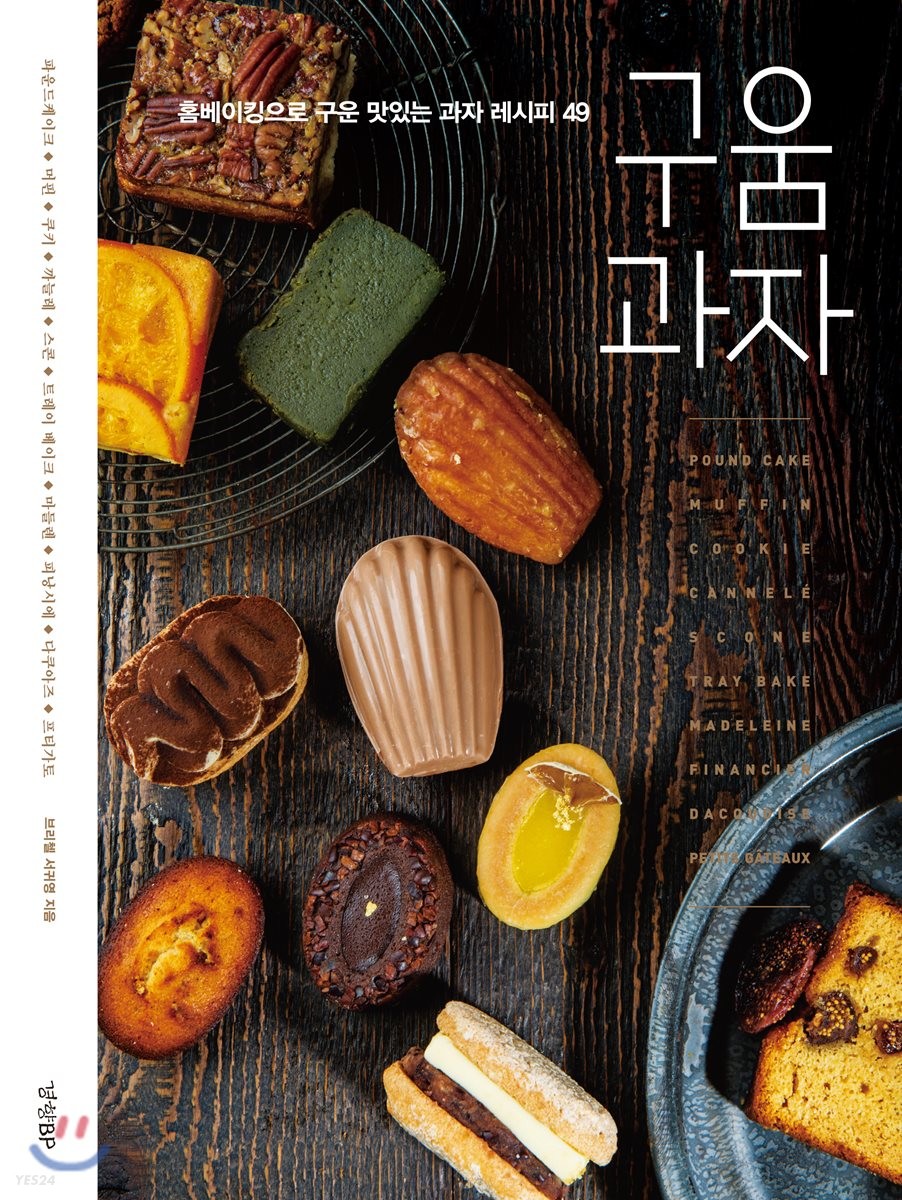 홈베이킹으로 구운 맛있는 과자 레시피 49
구움
과자
POUND CAKE
MUFFIN
COOKIE
CANNELÉ
SCONE
TRAY BAKE
MADELEINE
FINANCIER
DACQUOISE
PETITS GATEAUX
파운드케이크 ◆ 머핀 ◆ 쿠키 ◆ 까눌레 ◆ 스콘 ◆ 트레이 베이크 ◆ 마들렌 ◆ 피낭시에 ◆ 다쿠아즈 ◆ 프티가토
브리첼 서귀영 지음
경향BP
YES24